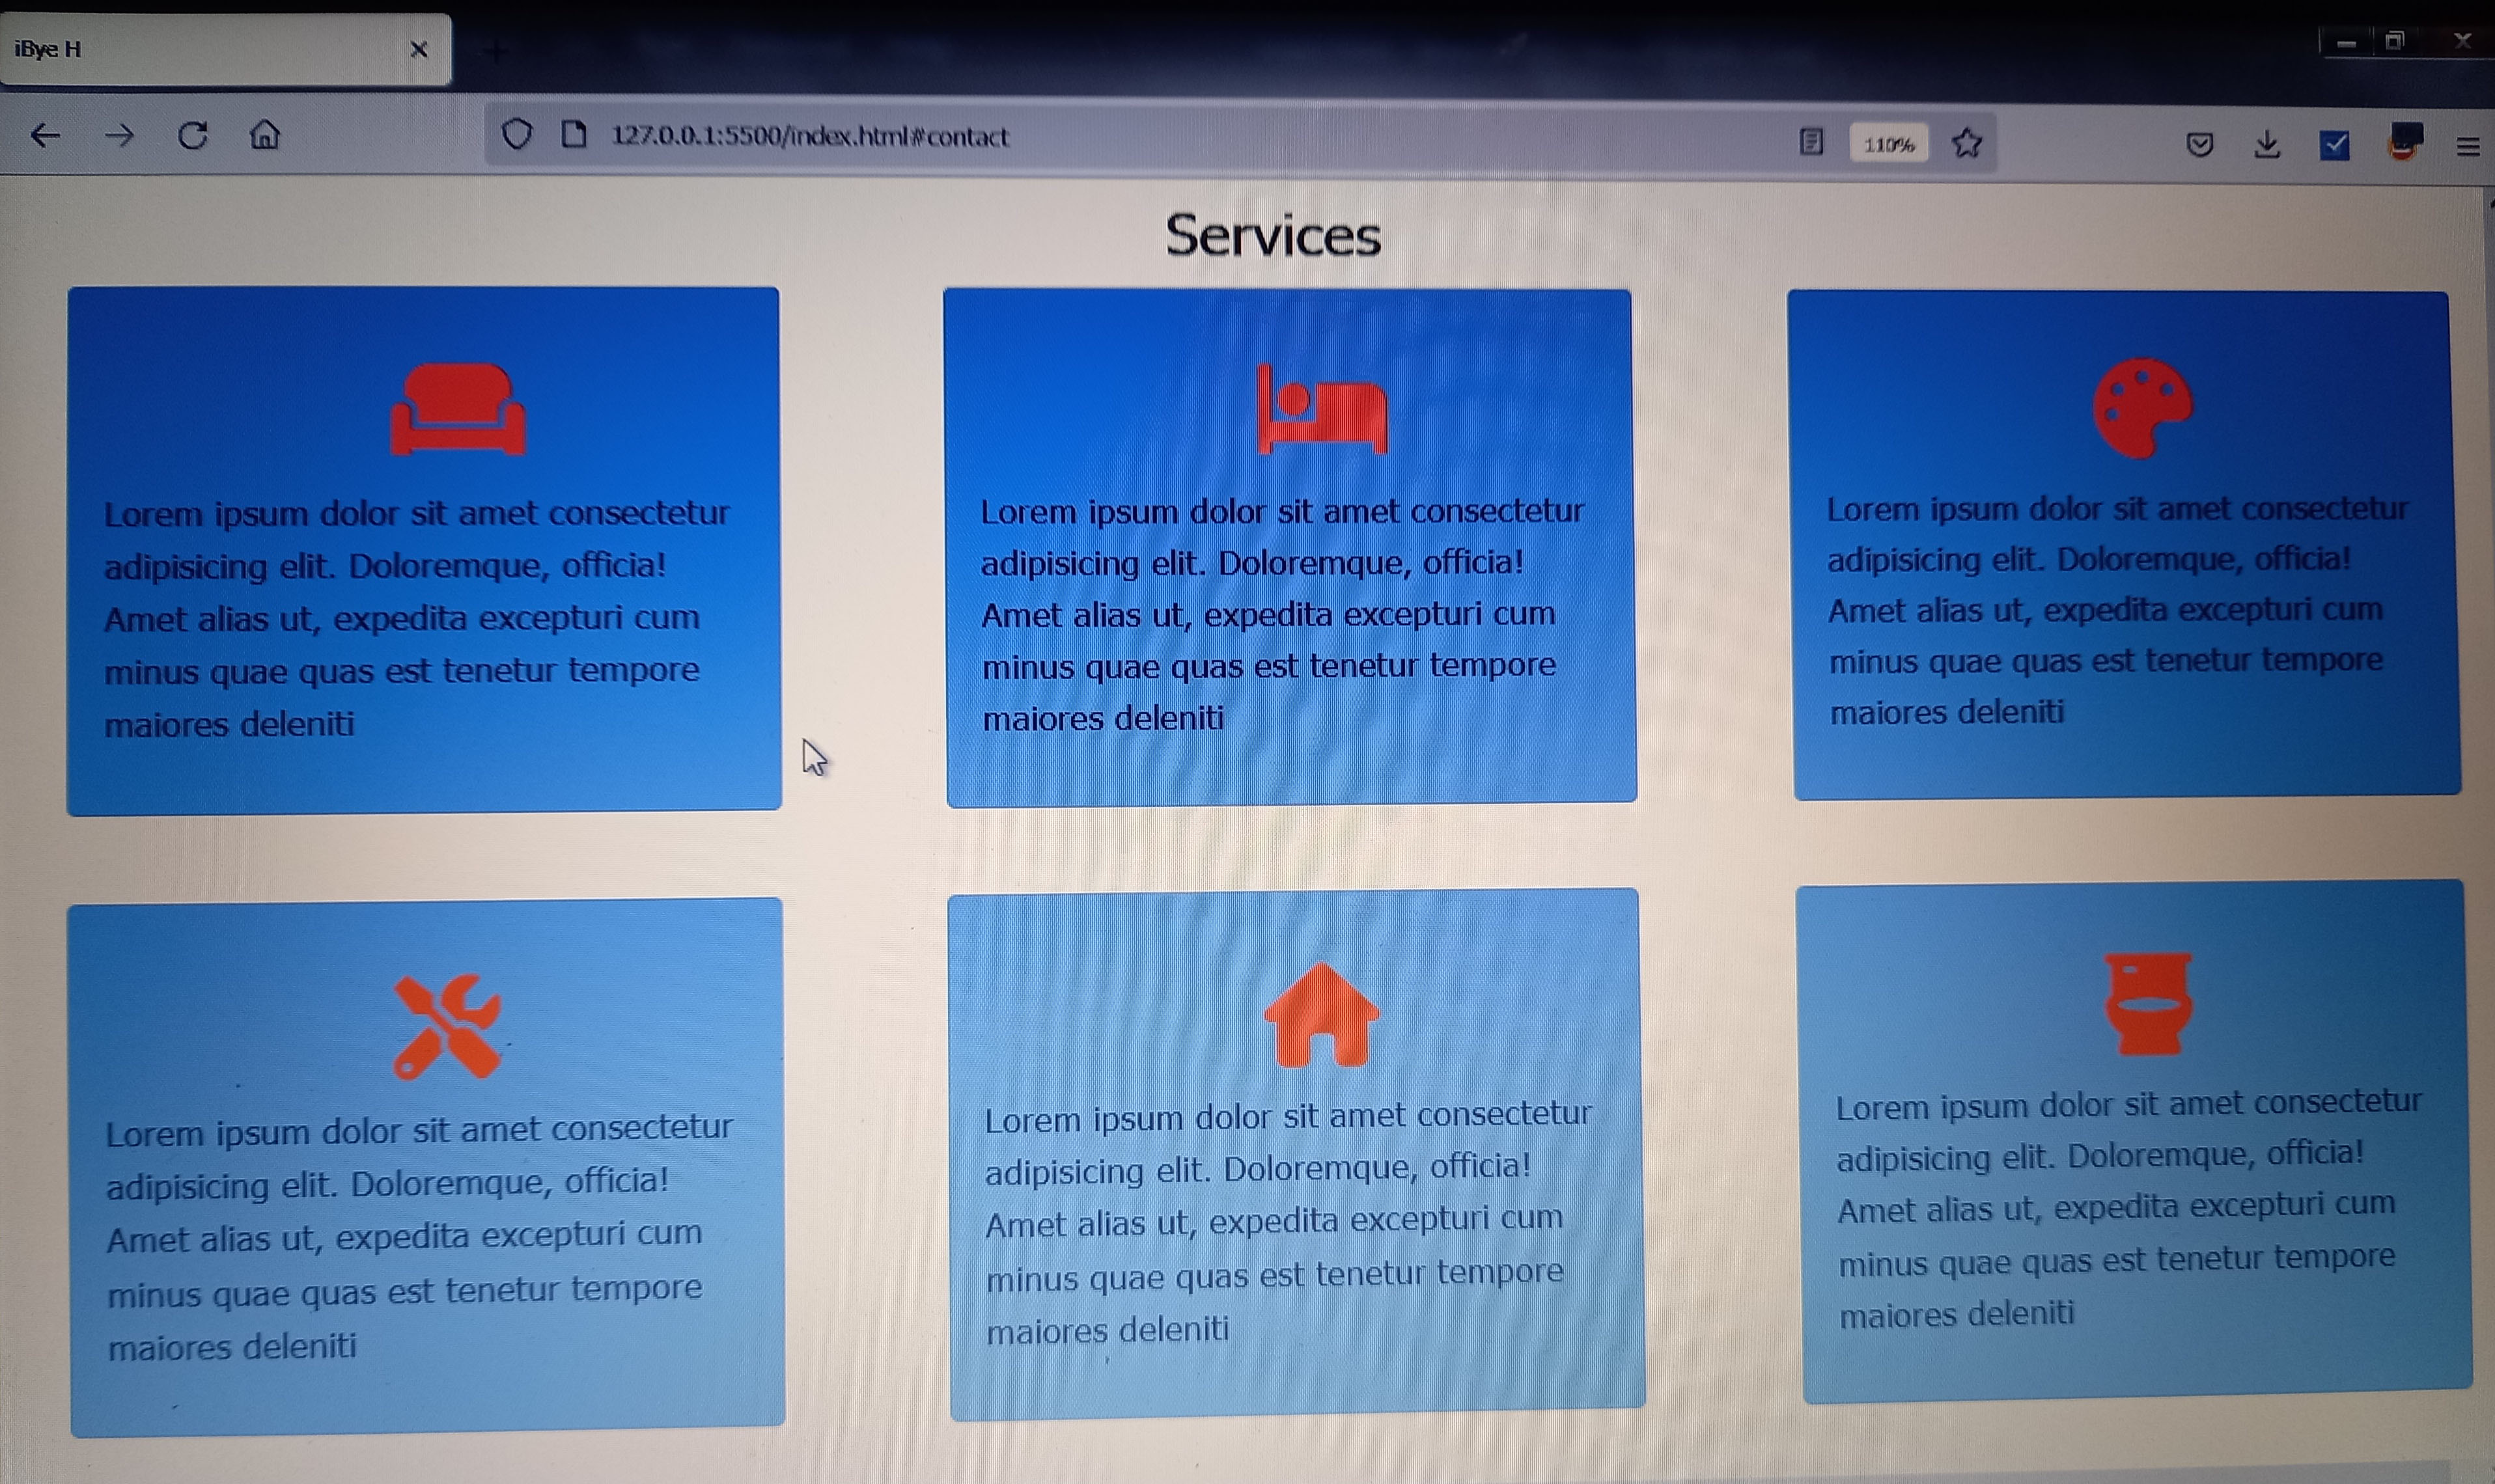 iBye H
127.0.0.1:5500/index.html#contact
110%
Services
Lorem ipsum dolor sit amet consectetur
adipisicing elit. Doloremque, officia!
Amet alias ut, expedita excepturi cum
minus quae quas est tenetur tempore
maiores deleniti
Lorem ipsum dolor sit amet consectetur
adipisicing elit. Doloremque, officia!
Amet alias ut, expedita excepturi cum
minus quae quas est tenetur tempore
maiores deleniti
Lorem ipsum dolor sit amet consectetur
adipisicing elit. Doloremque, officia!
Amet alias ut, expedita excepturi cum
minus quae quas est tenetur tempore
maiores deleniti
Lorem ipsum dolor sit amet consectetur
adipisicing elit. Doloremque, officia!
Amet alias ut, expedita excepturi cum
minus quae quas est tenetur tempore
maiores deleniti
Lorem ipsum dolor sit amet consectetur
adipisicing elit. Doloremque, officia!
Amet alias ut, expedita excepturi cum
minus quae quas est tenetur tempore
maiores deleniti
Lorem ipsum dolor sit amet consectetur
adipisicing elit. Doloremque, officia!
Amet alias ut, expedita excepturi cum
minus quae quas est tenetur tempore
maiores deleniti